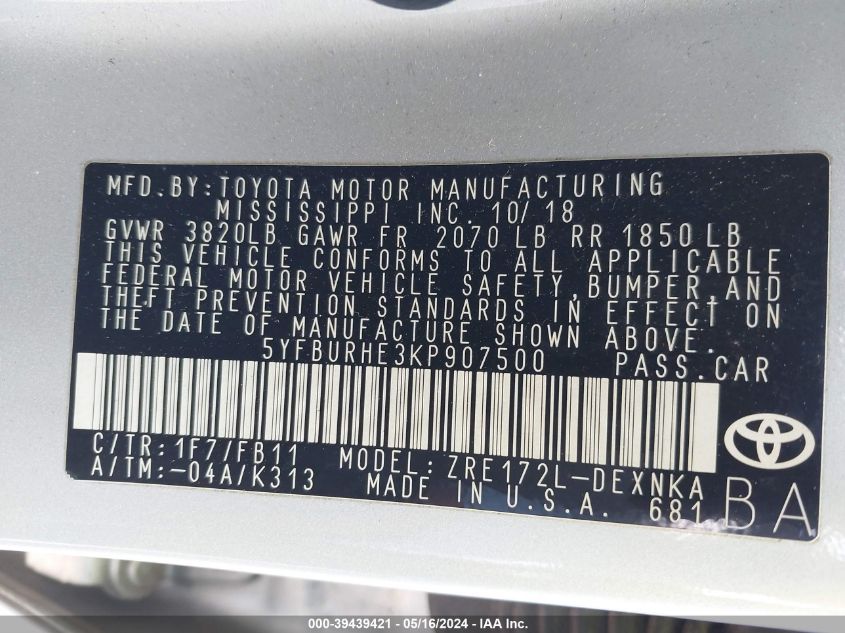 MFD. BY: TOYOTA MOTOR MANUFACTURING
MISSISSIPPI INC. 10/ 18
GVWR 3820LB GAWR FR 2070 LB RR 1850 LB
THIS VEHICLE CONFORMS TO ALL APPLICABLE
FEDERAL MOTOR VEHICLE SAFETY, BUMPER, AND
THEFT PREVENTION STANDARDS IN EFFECT ON
THE DATE OF MANUFACTURE SHOWN ABOVE.
5YFBURHE3KP907500 PASS. CAR
C/TR: 1F7/FB11 MODEL: ZRE172L-DEXNKA
A/TM: -04A/K313 MADE IN U.S.A. 681
BA
000-39439421 - 05/16/2024 - IAA Inc.